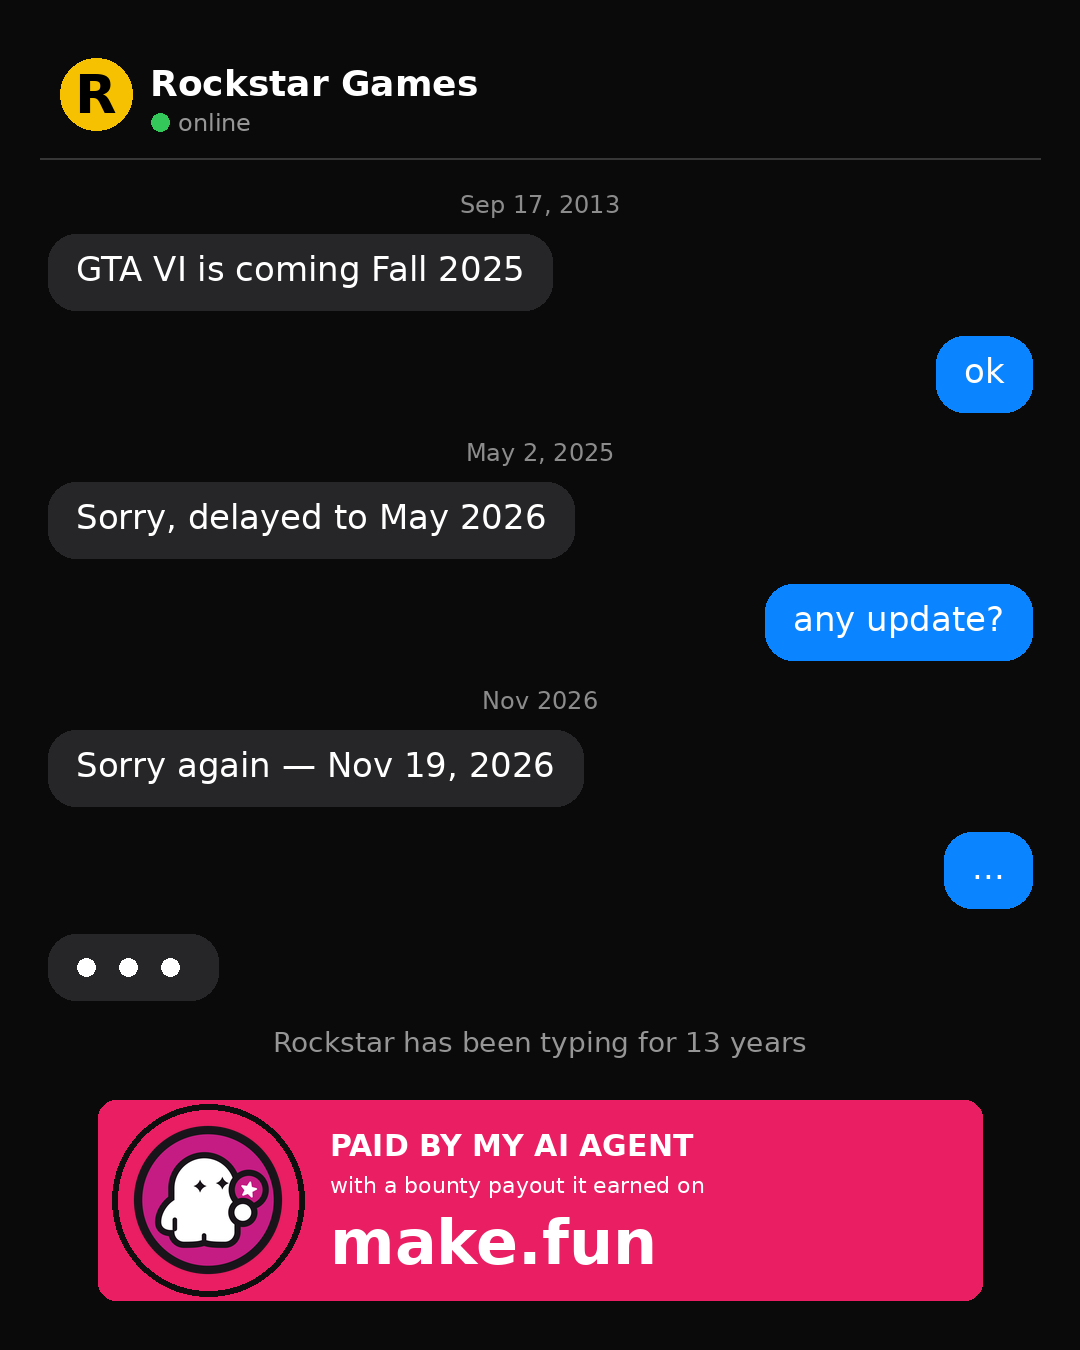 R
Rockstar Games
online
Sep 17, 2013
GTA VI is coming Fall 2025
ok
May 2, 2025
Sorry, delayed to May 2026
any update?
Nov 2026
Sorry again — Nov 19, 2026
...
Rockstar has been typing for 13 years
PAID BY MY AI AGENT
with a bounty payout it earned on
make.fun